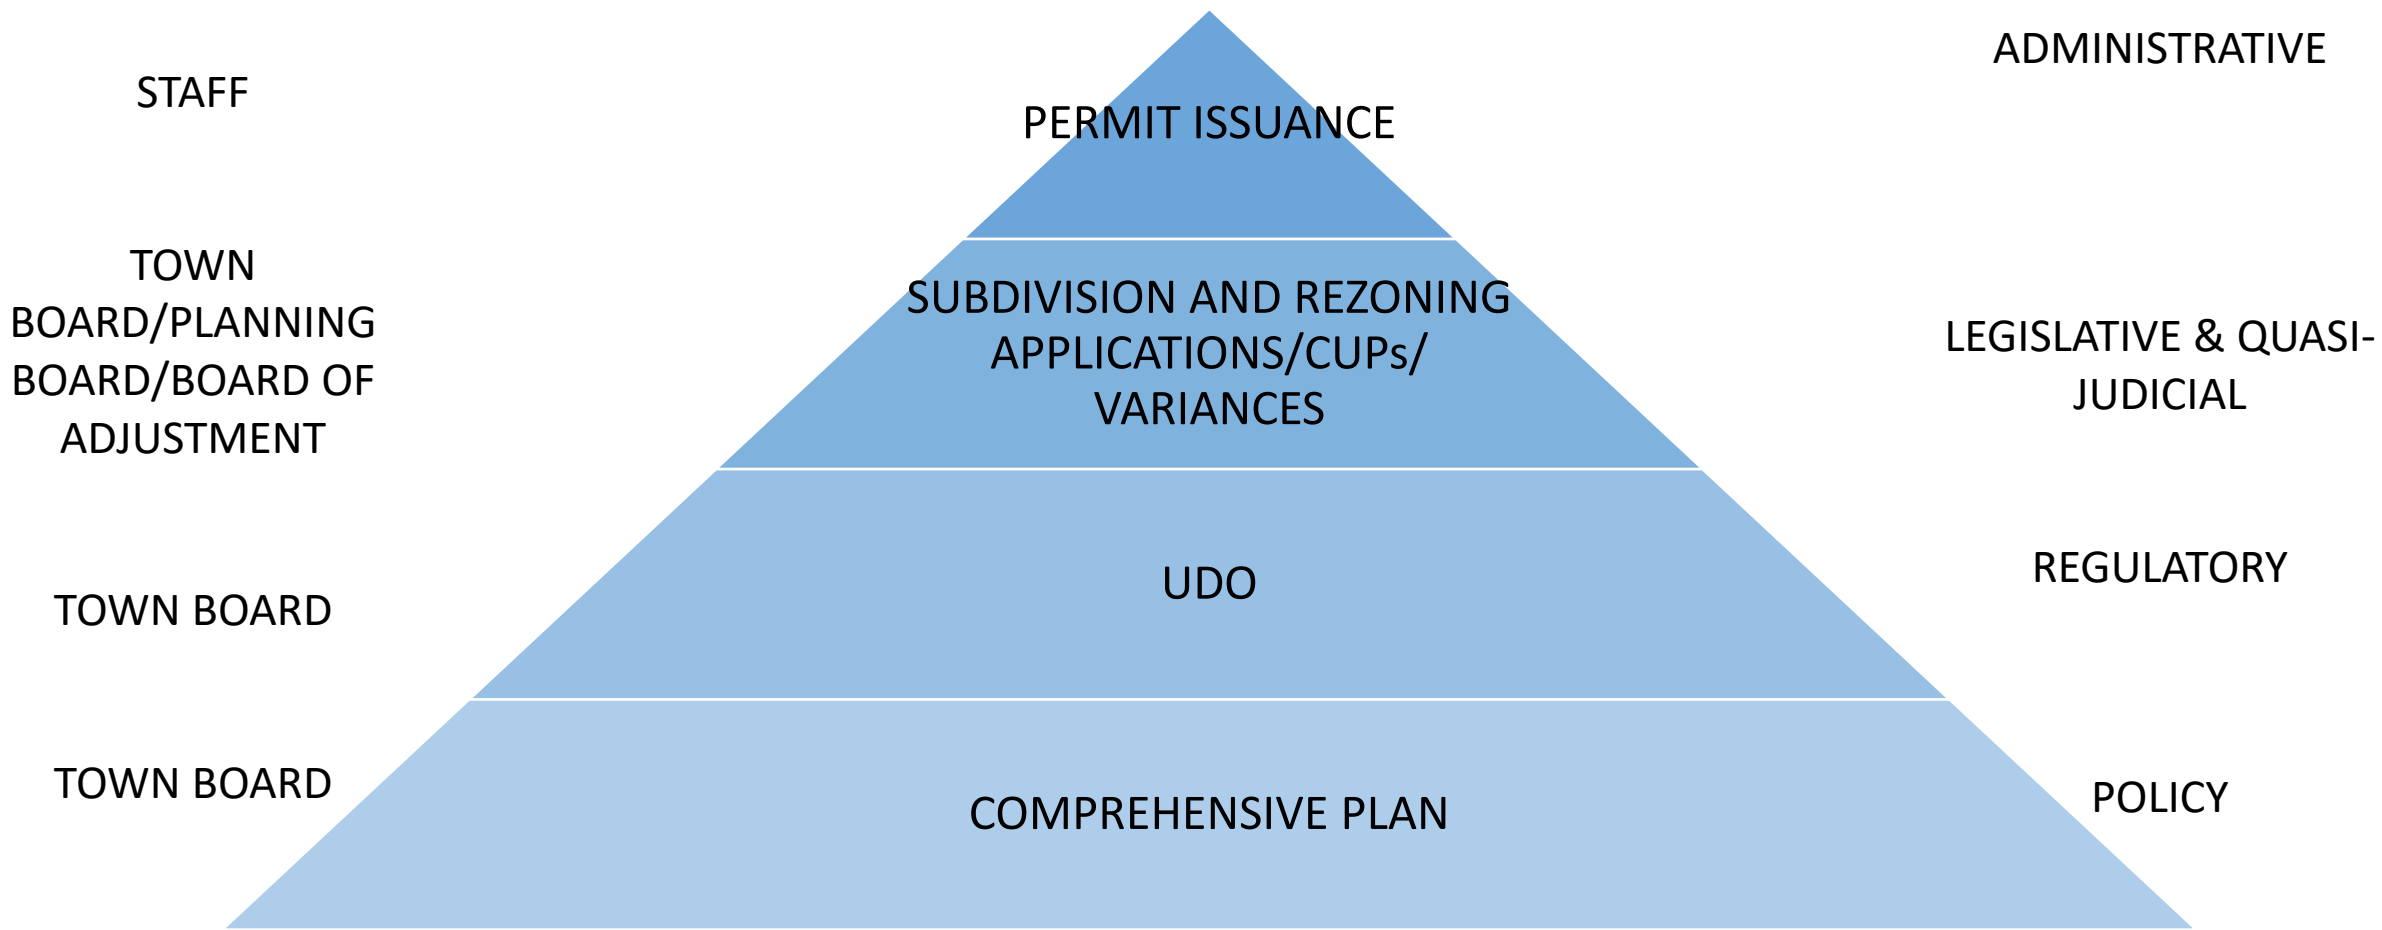 STAFF
PERMIT ISSUANCE
ADMINISTRATIVE
TOWN
BOARD/PLANNING
BOARD/BOARD OF
ADJUSTMENT
SUBDIVISION AND REZONING
APPLICATIONS/CUPs/
VARIANCES
LEGISLATIVE & QUASI-
JUDICIAL
TOWN BOARD
UDO
REGULATORY
TOWN BOARD
COMPREHENSIVE PLAN
POLICY